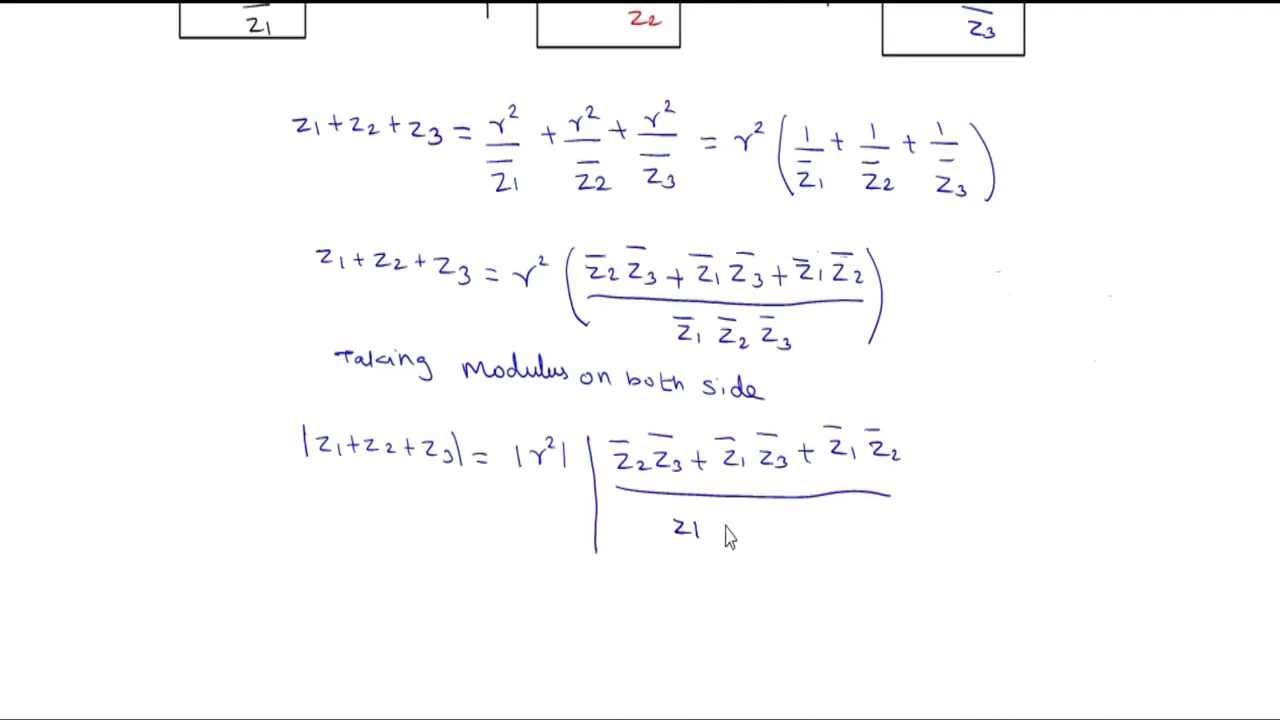 z̅1 z2 z̅3
z1+z2+z3 = r²/z̅1 + r²/z̅2 + r²/z̅3 = r² (1/z̅1 + 1/z̅2 + 1/z̅3)
z1+z2+z3 = r² ((z̅2 z̅3 + z̅1 z̅3 + z̅1 z̅2)/(z̅1 z̅2 z̅3))
Taking Modulus on both side
|z1+z2+z3| = |r²| | (z̅2 z̅3 + z̅1 z̅3 + z̅1 z̅2)/(z1